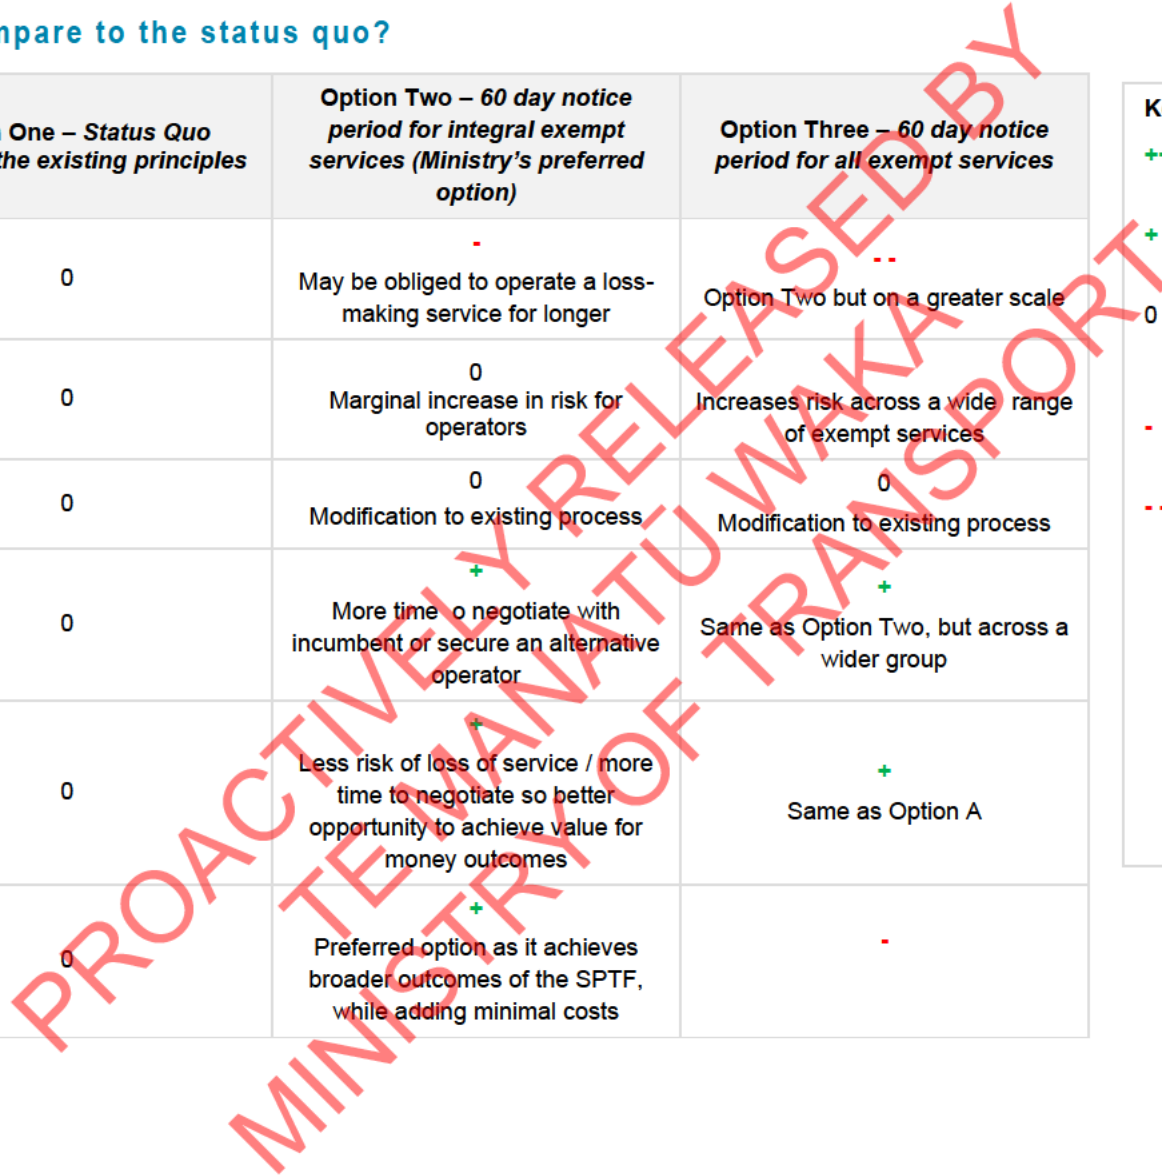 mpare to the status quo?
One – Status Quo
the existing principles
Option Two – 60 day notice
period for integral exempt
services (Ministry's preferred
option)
Option Three – 60 day notice
period for all exempt services
0
-
May be obliged to operate a loss-
making service for longer
- -
Option Two but on a greater scale
0
0
Marginal increase in risk for
operators
Increases risk across a wide range
of exempt services
0
0
Modification to existing process
0
Modification to existing process
0
+
More time o negotiate with
incumbent or secure an alternative
operator
+
Same as Option Two, but across a
wider group
0
+
Less risk of loss of service / more
time to negotiate so better
opportunity to achieve value for
money outcomes
+
Same as Option A
0
+
Preferred option as it achieves
broader outcomes of the SPTF,
while adding minimal costs
-
K
+
+
0
-
-
PROACTIVELY RELEASED BY
TE MANATŪ WAKA
MINISTRY OF TRANSPORT